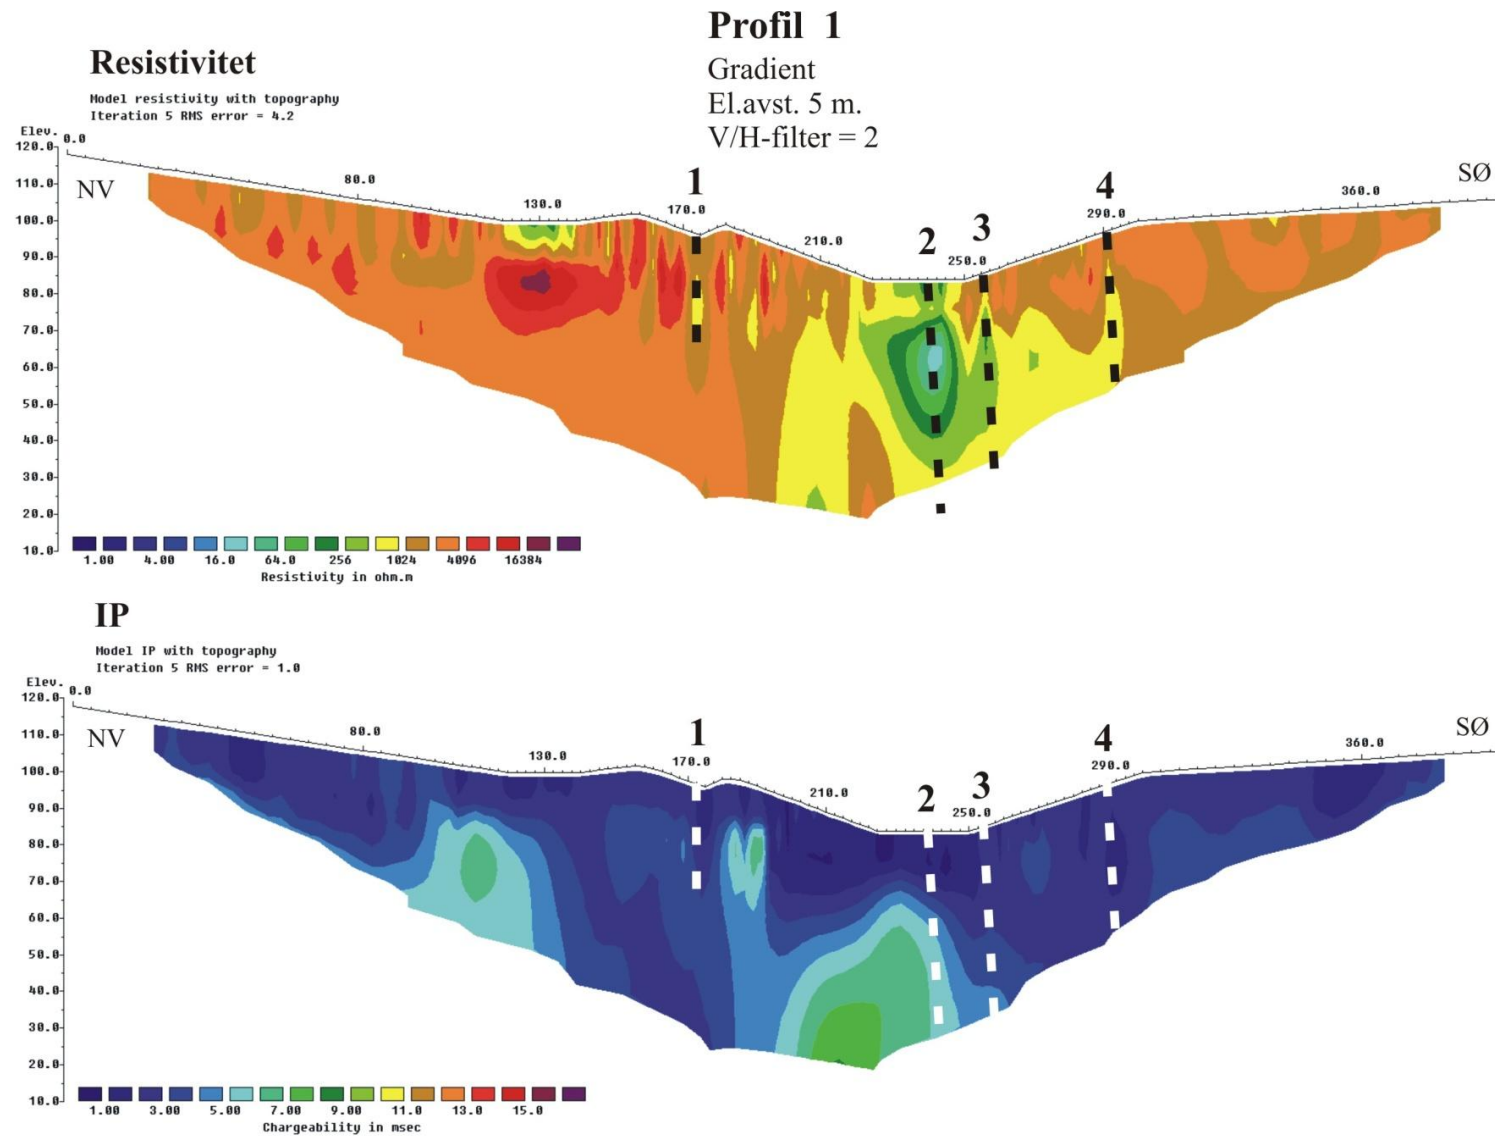 Profil 1
Gradient
El.avst. 5 m.
V/H-filter = 2
Resistivitet
Model resistivity with topography
Iteration 5 RMS error = 4.2
Elev. 0.0
120.0
110.0
100.0
90.0
80.0
70.0
60.0
50.0
40.0
30.0
20.0
10.0
NV
SØ
80.0
130.0
170.0
210.0
250.0
290.0
360.0
1
2
3
4
1.00 4.00 16.0 64.0 256 1024 4096 16384
Resistivity in ohm.m
IP
Model IP with topography
Iteration 5 RMS error = 1.0
Elev. 0.0
120.0
110.0
100.0
90.0
80.0
70.0
60.0
50.0
40.0
30.0
20.0
10.0
NV
SØ
80.0
130.0
170.0
210.0
250.0
290.0
360.0
1
2
3
4
1.00 3.00 5.00 7.00 9.00 11.0 13.0 15.0
Chargeability in msec